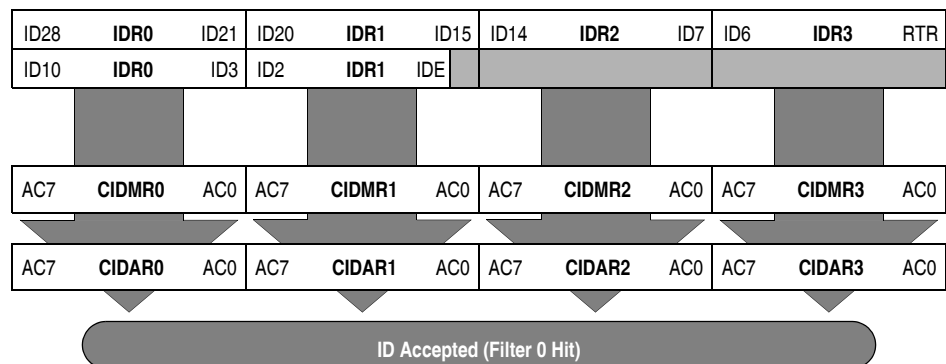 ID28 IDR0 ID21 ID20 IDR1 ID15 ID14 IDR2 ID7 ID6 IDR3 RTR
ID10 IDR0 ID3 ID2 IDR1 IDE
AC7 CIDMR0 AC0 AC7 CIDMR1 AC0 AC7 CIDMR2 AC0 AC7 CIDMR3 AC0
AC7 CIDAR0 AC0 AC7 CIDAR1 AC0 AC7 CIDAR2 AC0 AC7 CIDAR3 AC0
ID Accepted (Filter 0 Hit)